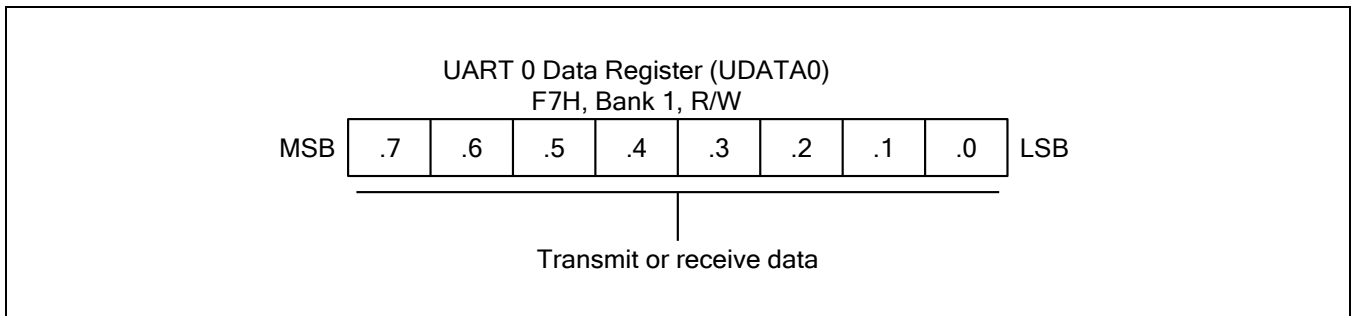 UART 0 Data Register (UDATA0)
F7H, Bank 1, R/W
MSB .7 .6 .5 .4 .3 .2 .1 .0 LSB
Transmit or receive data